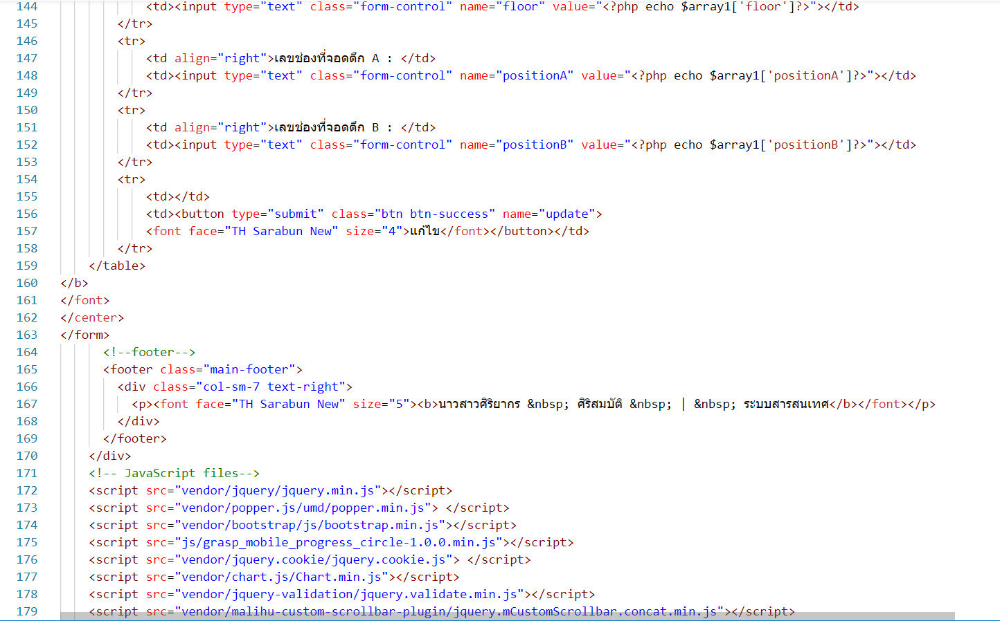 144 <td><input type="text" class="form-control" name="floor" value="<?php echo $array1['floor']?>"></td>
145 </tr>
146 <tr>
147 <td align="right">เลขช่องที่จอดตึก A : </td>
148 <td><input type="text" class="form-control" name="positionA" value="<?php echo $array1['positionA']?>"></td>
149 </tr>
150 <tr>
151 <td align="right">เลขช่องที่จอดตึก B : </td>
152 <td><input type="text" class="form-control" name="positionB" value="<?php echo $array1['positionB']?>"></td>
153 </tr>
154 <tr>
155 <td></td>
156 <td><button type="submit" class="btn btn-success" name="update">
157 <font face="TH Sarabun New" size="4">แก้ไข</font></button></td>
158 </tr>
159 </table>
160 </b>
161 </font>
162 </center>
163 </form>
164 <!--footer-->
165 <footer class="main-footer">
166 <div class="col-sm-7 text-right">
167 <p><font face="TH Sarabun New" size="5"><b>นาวสาวศิริยากร &nbsp; ศิริสมบัติ &nbsp; | &nbsp; ระบบสารสนเทศ</b></font></p>
168 </div>
169 </footer>
170 </div>
171 <!-- JavaScript files-->
172 <script src="vendor/jquery/jquery.min.js"></script>
173 <script src="vendor/popper.js/umd/popper.min.js"> </script>
174 <script src="vendor/bootstrap/js/bootstrap.min.js"></script>
175 <script src="js/grasp_mobile_progress_circle-1.0.0.min.js"></script>
176 <script src="vendor/jquery.cookie/jquery.cookie.js"> </script>
177 <script src="vendor/chart.js/Chart.min.js"></script>
178 <script src="vendor/jquery-validation/jquery.validate.min.js"></script>
179 <script src="vendor/malihu-custom-scrollbar-plugin/jquery.mCustomScrollbar.concat.min.js"></script>